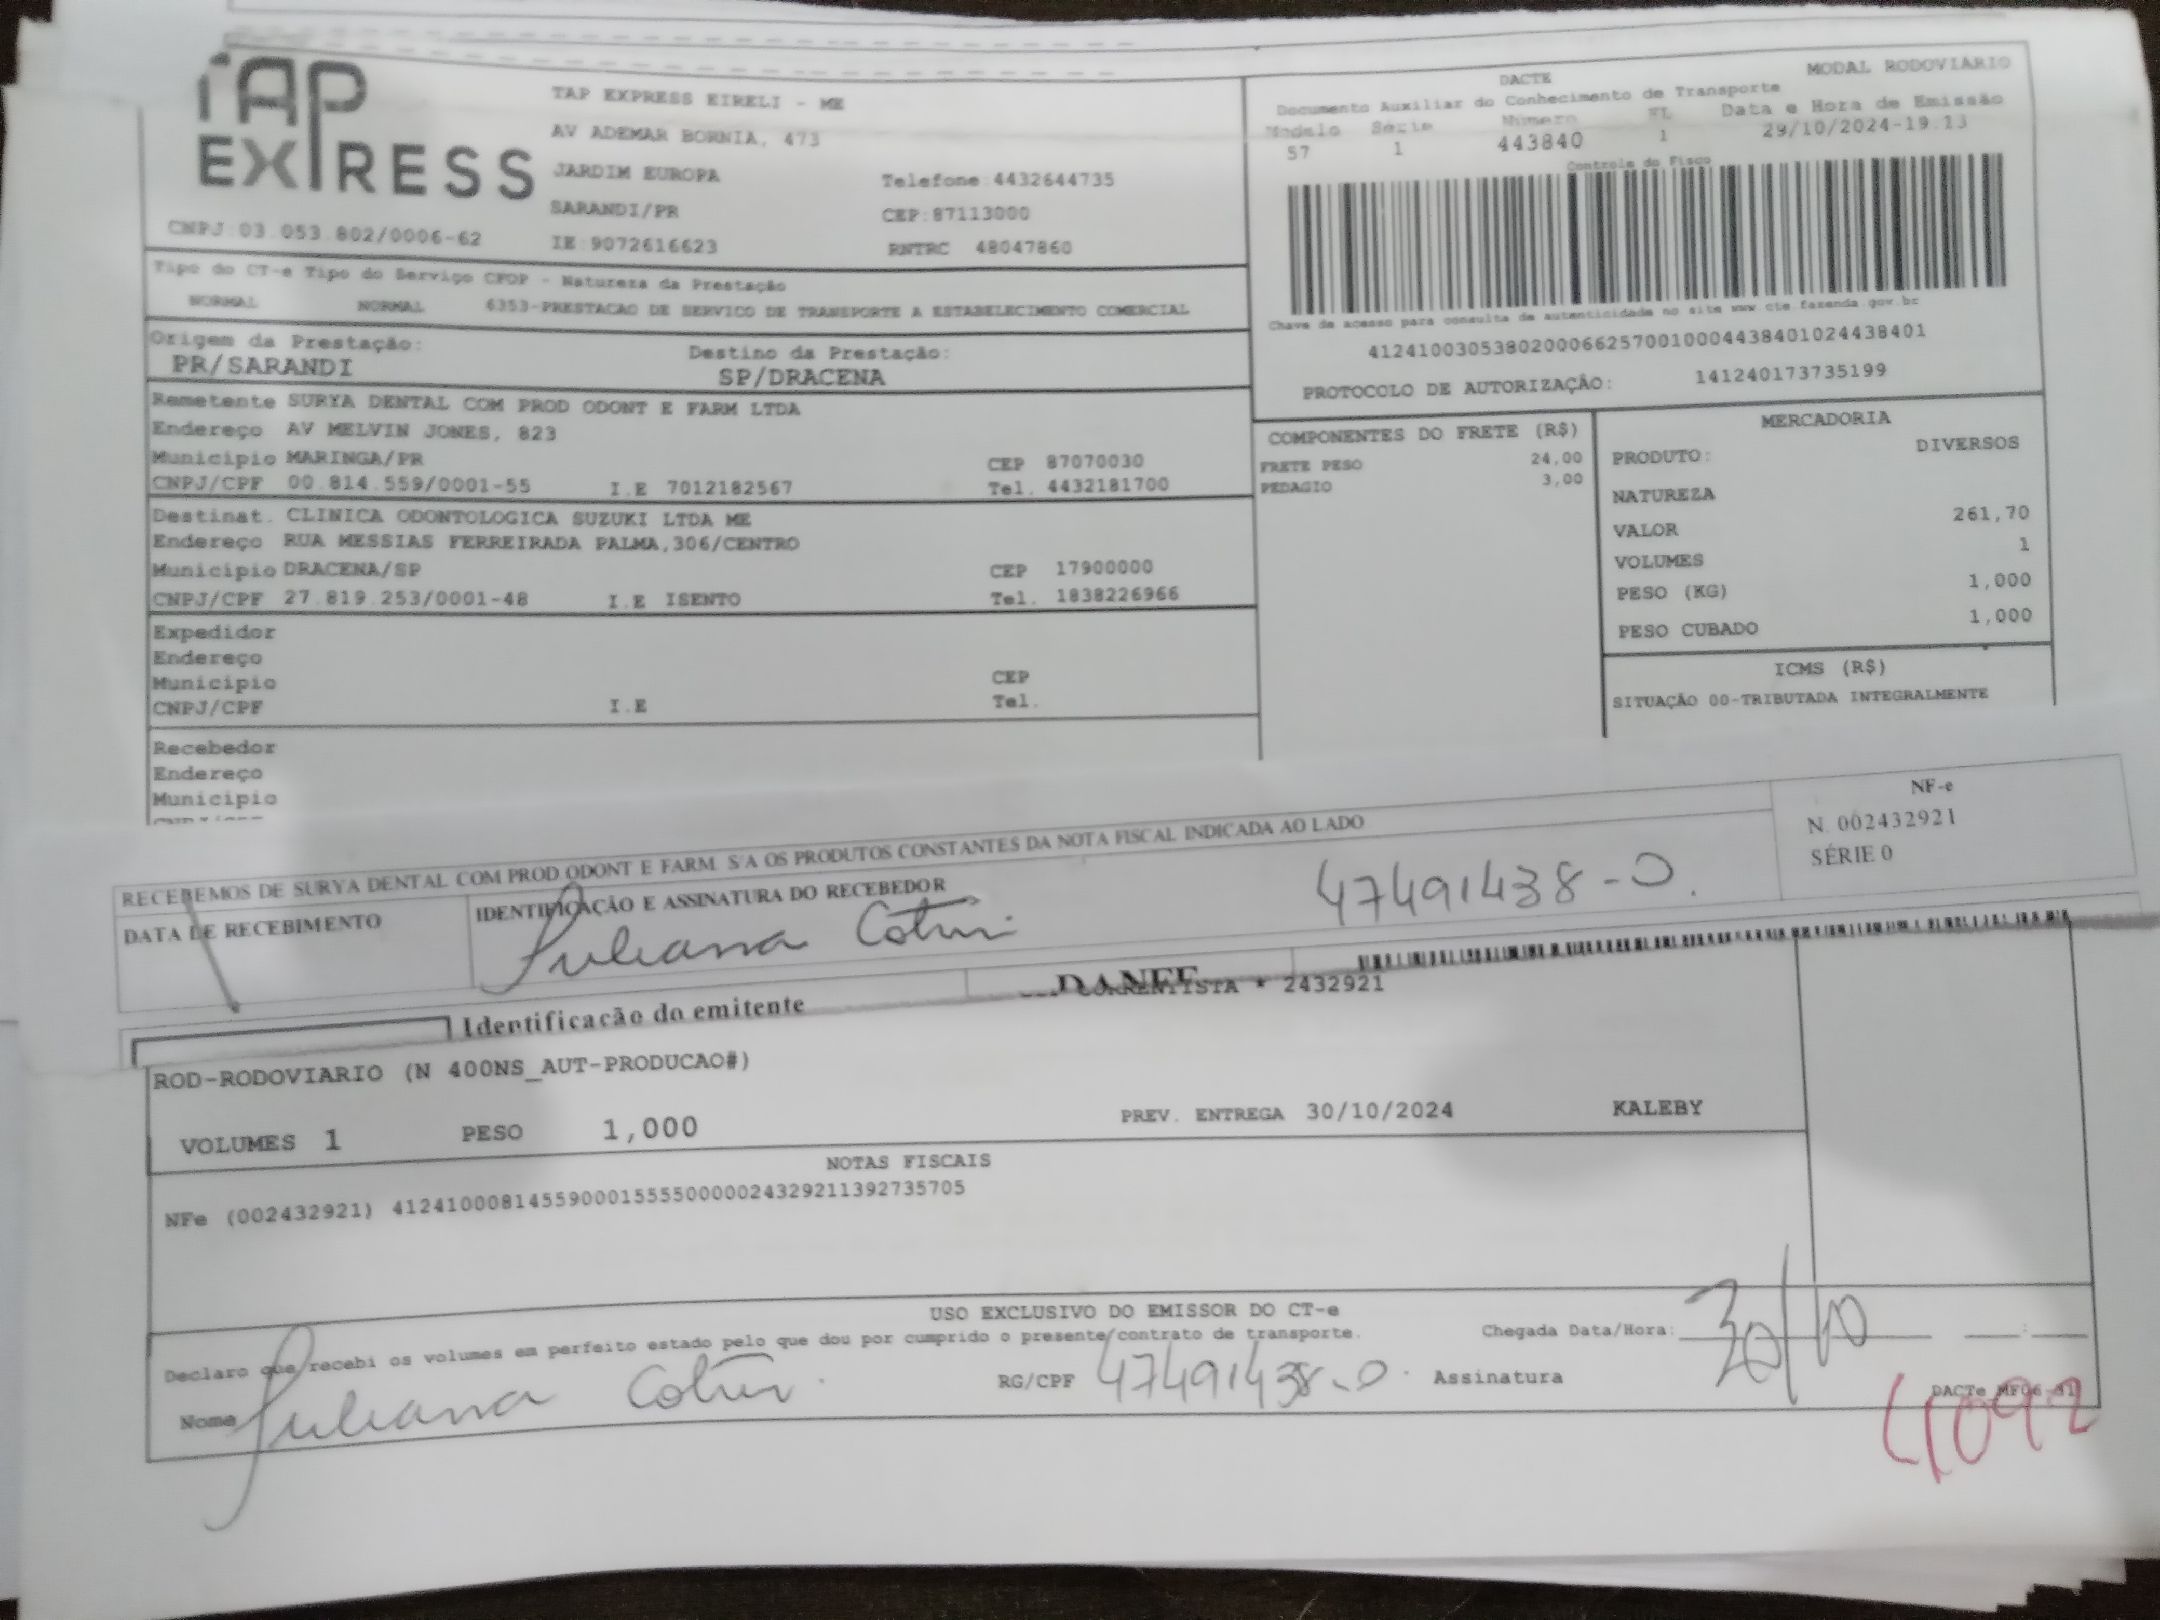 TAP
EXPRESS
TAP EXPRESS EIRELI - ME
AV ADEMAR BORNIA, 473
JARDIM EUROPA Telefone:4432644735
SARANDI/PR CEP:87113000
CNPJ:03.053.802/0006-62 IE:9072616623 RNTRC 48047860
DACTE MODAL RODOVIARIO
Documento Auxiliar do Conhecimento de Transporte
Modelo Série Número FL Data e Hora de Emissão
57 1 443840 1 29/10/2024-19.13
Controle do Fisco
Chave de acesso para consulta de autenticidade no site www.cte.fazenda.gov.br
41241003053802000662570010004438401024438401
PROTOCOLO DE AUTORIZAÇÃO: 141240173735199
Tipo do CT-e Tipo do Serviço CFOP - Natureza da Prestação
NORMAL NORMAL 6353-PRESTACAO DE SERVICO DE TRANSPORTE A ESTABELECIMENTO COMERCIAL
Origem da Prestação: Destino da Prestação:
PR/SARANDI SP/DRACENA
Remetente SURYA DENTAL COM PROD ODONT E FARM LTDA
Endereço AV MELVIN JONES, 823
Municipio MARINGA/PR CEP 87070030
CNPJ/CPF 00.814.559/0001-55 I.E 7012182567 Tel. 4432181700
Destinat. CLINICA ODONTOLOGICA SUZUKI LTDA ME
Endereço RUA MESSIAS FERREIRADA PALMA,306/CENTRO
Municipio DRACENA/SP CEP 17900000
CNPJ/CPF 27.819.253/0001-48 I.E ISENTO Tel. 1838226966
Expedidor
Endereço
Municipio CEP
CNPJ/CPF I.E Tel.
Recebedor
Endereço
Municipio
COMPONENTES DO FRETE (R$)
FRETE PESO 24,00
PEDAGIO 3,00
MERCADORIA
PRODUTO: DIVERSOS
NATUREZA
VALOR 261,70
VOLUMES 1
PESO (KG) 1,000
PESO CUBADO 1,000
ICMS (R$)
SITUAÇÃO 00-TRIBUTADA INTEGRALMENTE
RECEBEMOS DE SURYA DENTAL COM PROD ODONT E FARM S/A OS PRODUTOS CONSTANTES DA NOTA FISCAL INDICADA AO LADO
NF-e
N. 002432921
SÉRIE 0
DATA DE RECEBIMENTO IDENTIFICAÇÃO E ASSINATURA DO RECEBEDOR
Juliana 47491438-0.
Identificação do emitente
DANFE
* 2432921
ROD-RODOVIARIO (N 400NS_AUT-PRODUCAO#)
VOLUMES 1 PESO 1,000 PREV. ENTREGA 30/10/2024 KALEBY
NOTAS FISCAIS
NFe (002432921) 41241000814559000155550000024329211392735705
USO EXCLUSIVO DO EMISSOR DO CT-e
Declaro que recebi os volumes em perfeito estado pelo que dou por cumprido o presente contrato de transporte. Chegada Data/Hora: 30/10
Nome Juliana RG/CPF 47491438-0 Assinatura